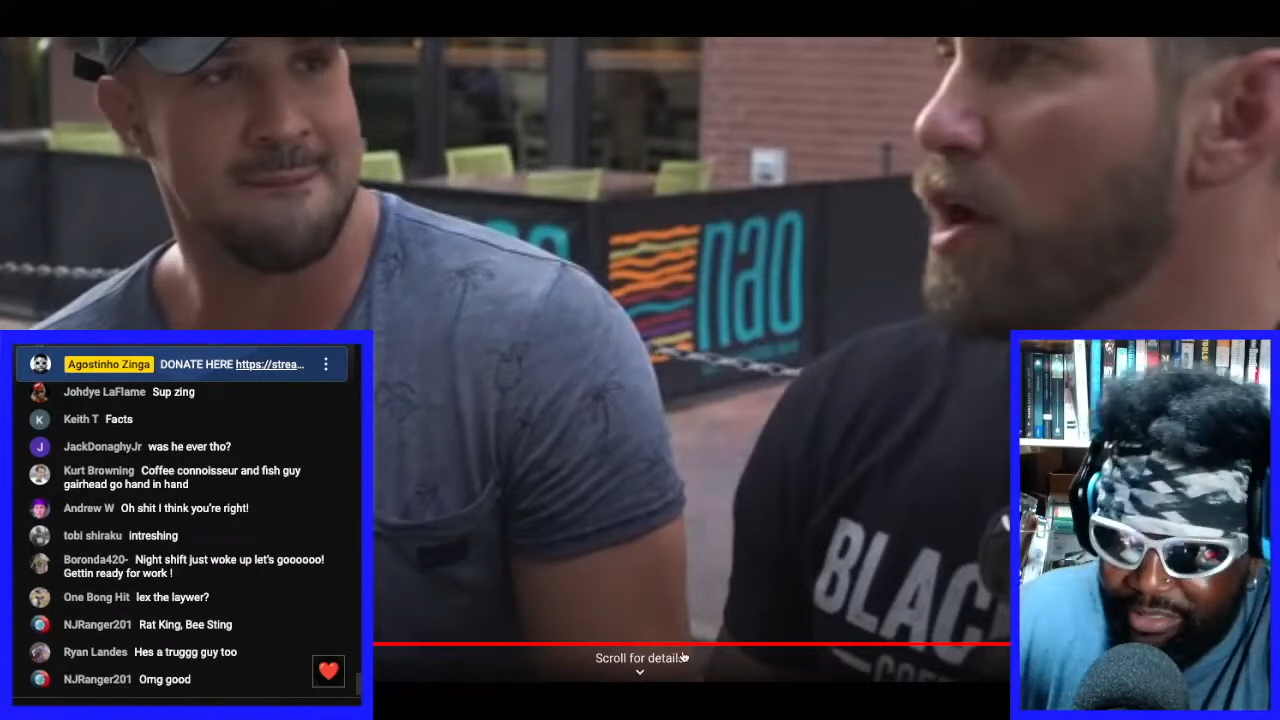 nao
BLAC
Agostinho Zinga DONATE HERE https://strea...
Johdye LaFlame Sup zing
K Keith T Facts
J JackDonaghyJr was he ever tho?
Kurt Browning Coffee connoisseur and fish guy
gairhead go hand in hand
Andrew W Oh shit I think you're right!
tobi shiraku intreshing
Boronda420- Night shift just woke up let's goooooo!
Gettin ready for work !
One Bong Hit lex the laywer?
NJRanger201 Rat King, Bee Sting
Ryan Landes Hes a truggg guy too
NJRanger201 Omg good
Scroll for details